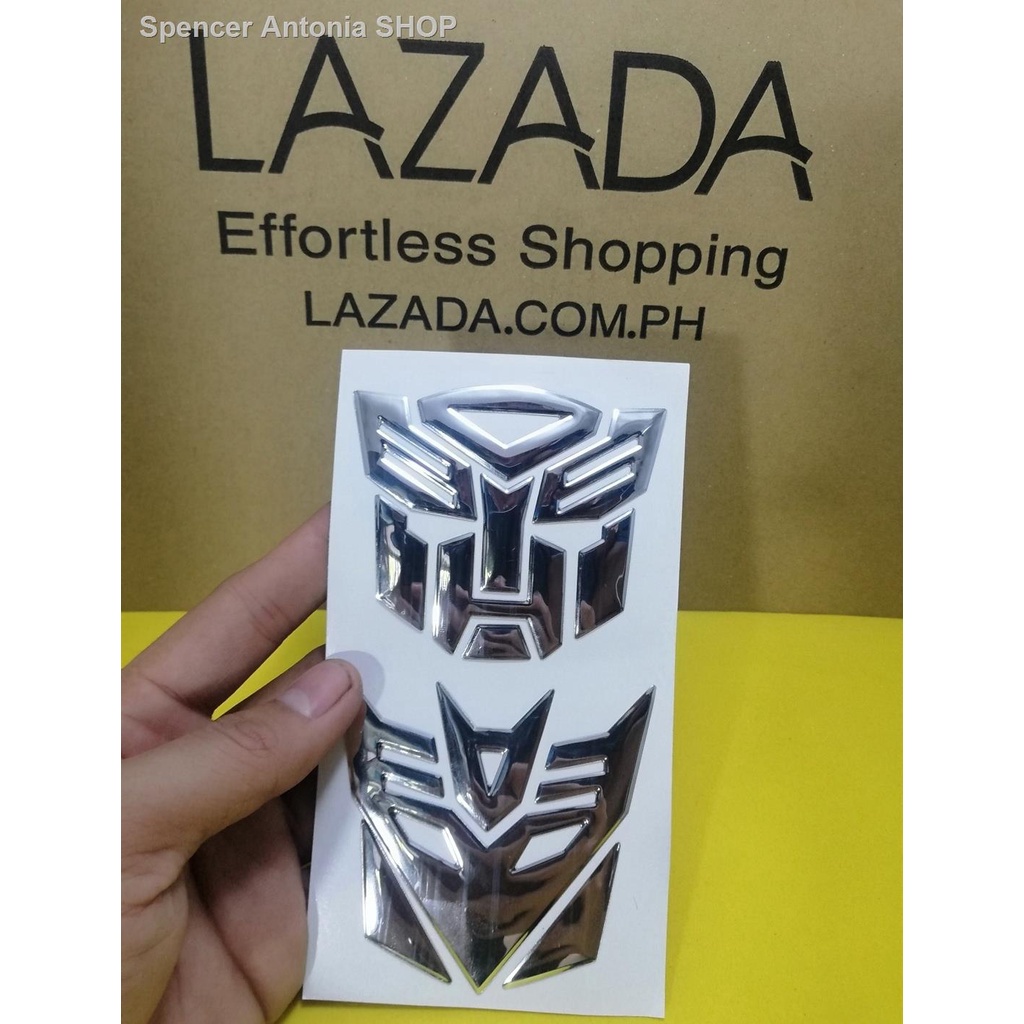 Spencer Antonia SHOP
LAZADA
Effortless Shopping
LAZADA.COM.PH